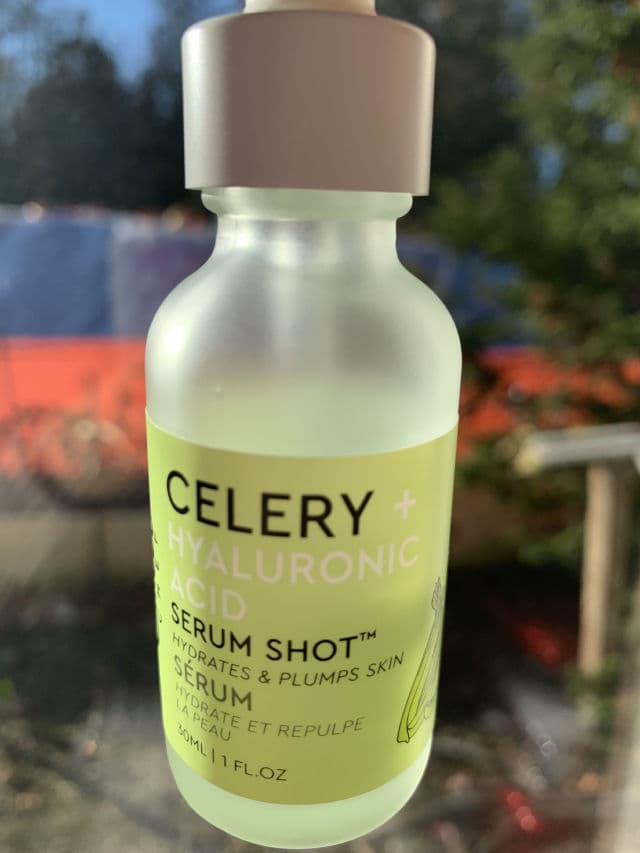 CELERY +
HYALURONIC
ACID
SERUM SHOT™
HYDRATES & PLUMPS SKIN
SÉRUM
HYDRATE ET REPULPE
LA PEAU
30ML | 1 FL.OZ